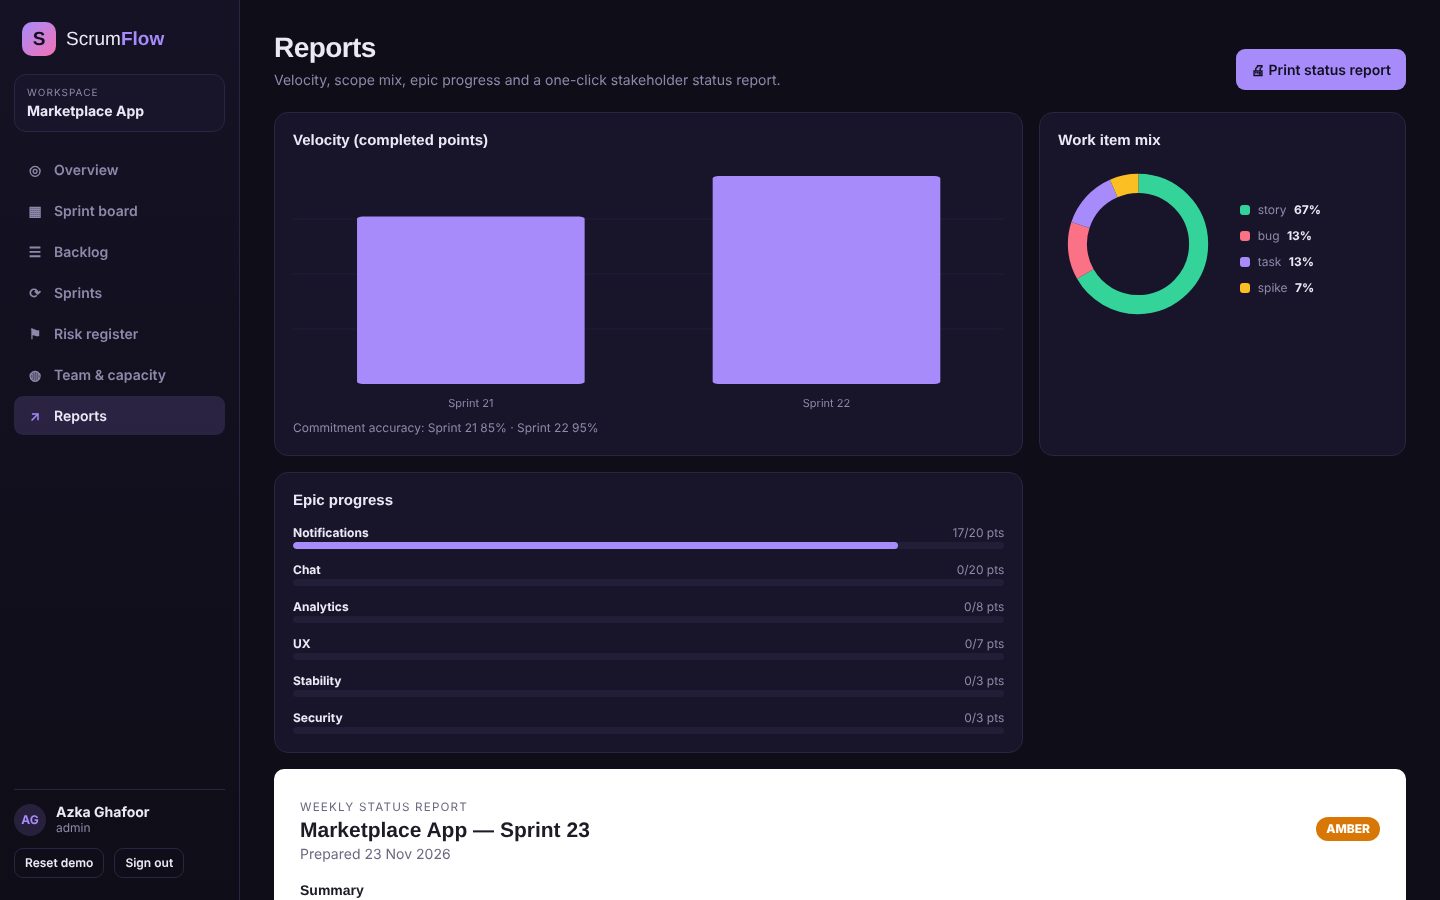 S ScrumFlow
WORKSPACE
Marketplace App
Overview
Sprint board
Backlog
Sprints
Risk register
Team & capacity
Reports
AG
Azka Ghafoor
admin
Reset demo
Sign out
Reports
Velocity, scope mix, epic progress and a one-click stakeholder status report.
Print status report
Velocity (completed points)
Sprint 21
Sprint 22
Commitment accuracy: Sprint 21 85% · Sprint 22 95%
Work item mix
story 67%
bug 13%
task 13%
spike 7%
Epic progress
Notifications 17/20 pts
Chat 0/20 pts
Analytics 0/8 pts
UX 0/7 pts
Stability 0/3 pts
Security 0/3 pts
WEEKLY STATUS REPORT
Marketplace App — Sprint 23
Prepared 23 Nov 2026
AMBER
Summary